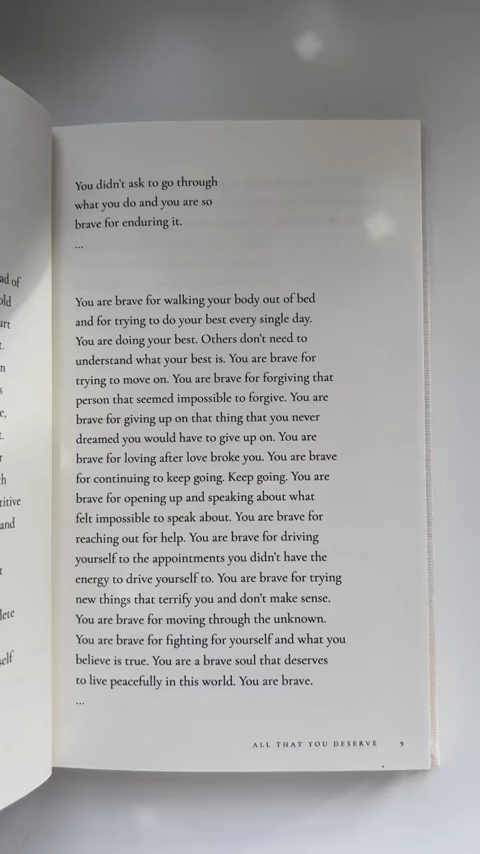 ad of
old
art
t.
n
s
e,
t.
r
h
titive
and
t
lete
self
You didn't ask to go through
what you do and you are so
brave for enduring it.
...
You are brave for walking your body out of bed
and for trying to do your best every single day.
You are doing your best. Others don't need to
understand what your best is. You are brave for
trying to move on. You are brave for forgiving that
person that seemed impossible to forgive. You are
brave for giving up on that thing that you never
dreamed you would have to give up on. You are
brave for loving after love broke you. You are brave
for continuing to keep going. Keep going. You are
brave for opening up and speaking about what
felt impossible to speak about. You are brave for
reaching out for help. You are brave for driving
yourself to the appointments you didn't have the
energy to drive yourself to. You are brave for trying
new things that terrify you and don't make sense.
You are brave for moving through the unknown.
You are brave for fighting for yourself and what you
believe is true. You are a brave soul that deserves
to live peacefully in this world. You are brave.
...
ALL THAT YOU DESERVE 9